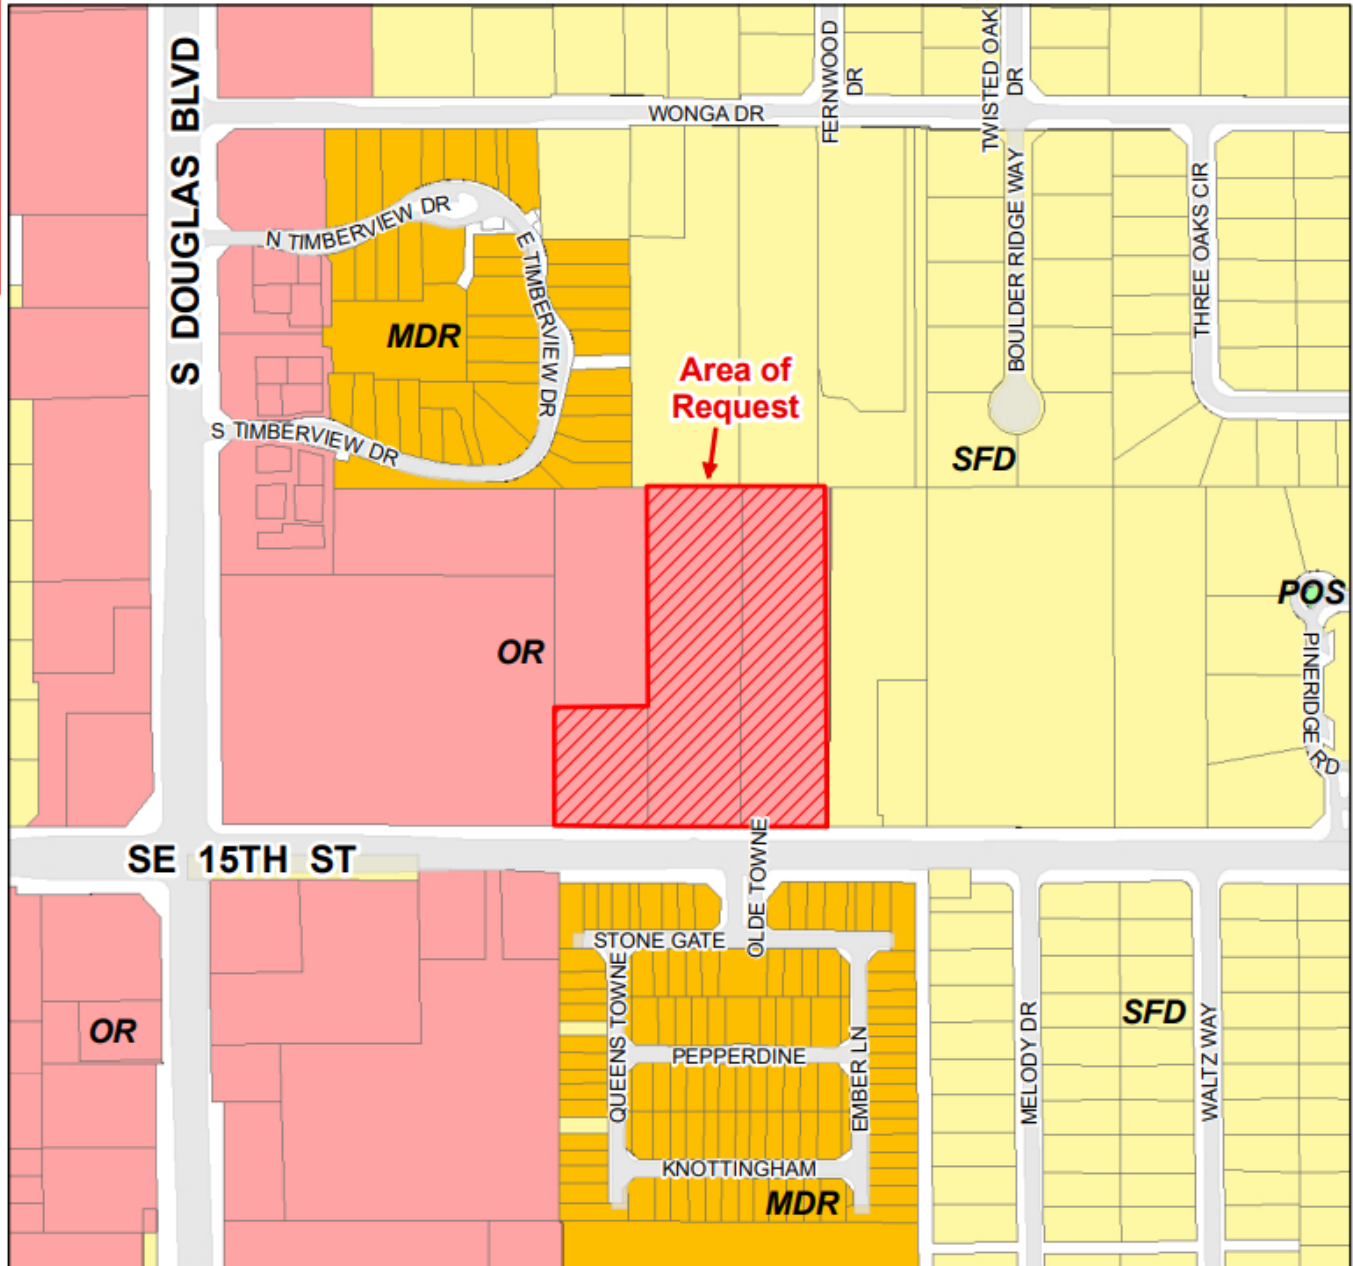 S DOUGLAS BLVD
WONGA DR
FERNWOOD
DR
TWISTED OAK
DR
BOULDER RIDGE WAY
THREE OAKS CIR
N TIMBERVIEW DR
E TIMBERVIEW DR
MDR
S TIMBERVIEW DR
Area of
Request
SFD
POS
PINERIDGE RD
OR
SE 15TH ST
OLDE TOWNE
STONE GATE
QUEENS TOWNE
PEPPERDINE
EMBER LN
KNOTTINGHAM
MDR
OR
MELODY DR
SFD
WALTZ WAY